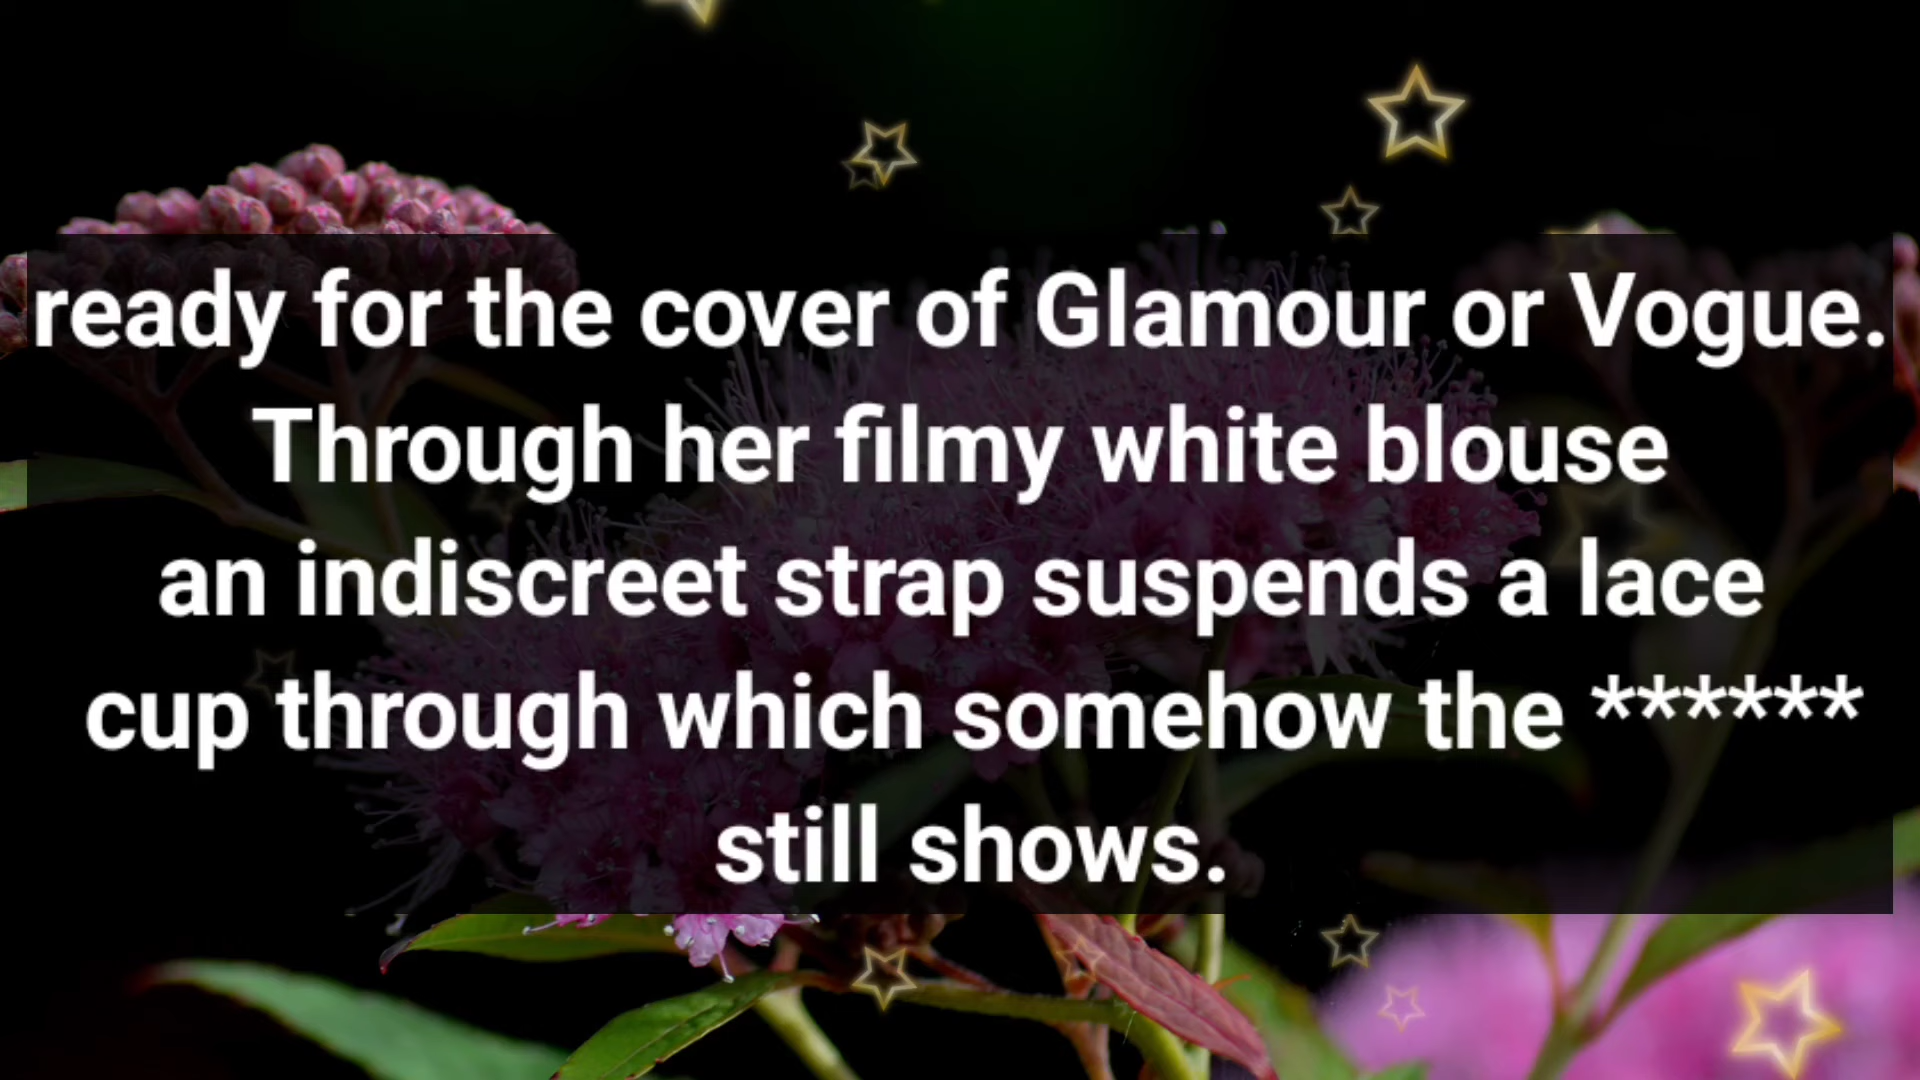 ready for the cover of Glamour or Vogue.
Through her filmy white blouse
an indiscreet strap suspends a lace
cup through which somehow the ******
still shows.